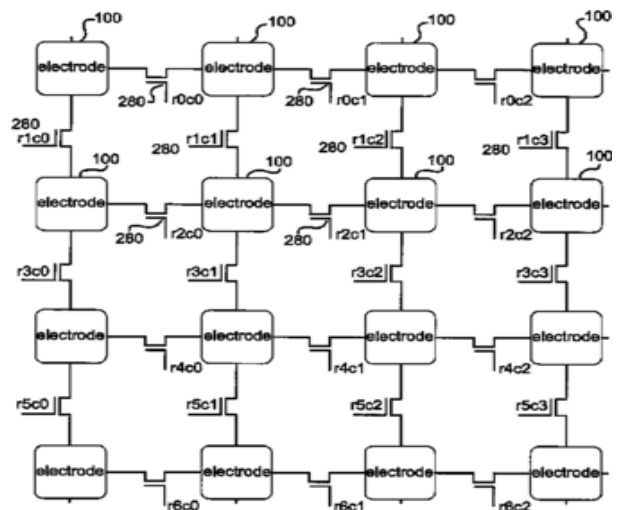 100 100 100 100
electrode electrode electrode electrode
280 r0c0 280 r0c1 r0c2
280
r1c0 280 r1c1 280 r1c2 280 r1c3
100 100 100 100
electrode electrode electrode electrode
280 r2c0 280 r2c1 r2c2
r3c0 r3c1 r3c2 r3c3
electrode electrode electrode electrode
r4c0 r4c1 r4c2
r5c0 r5c1 r5c2 r5c3
electrode electrode electrode electrode
r6c0 r6c1 r6c2